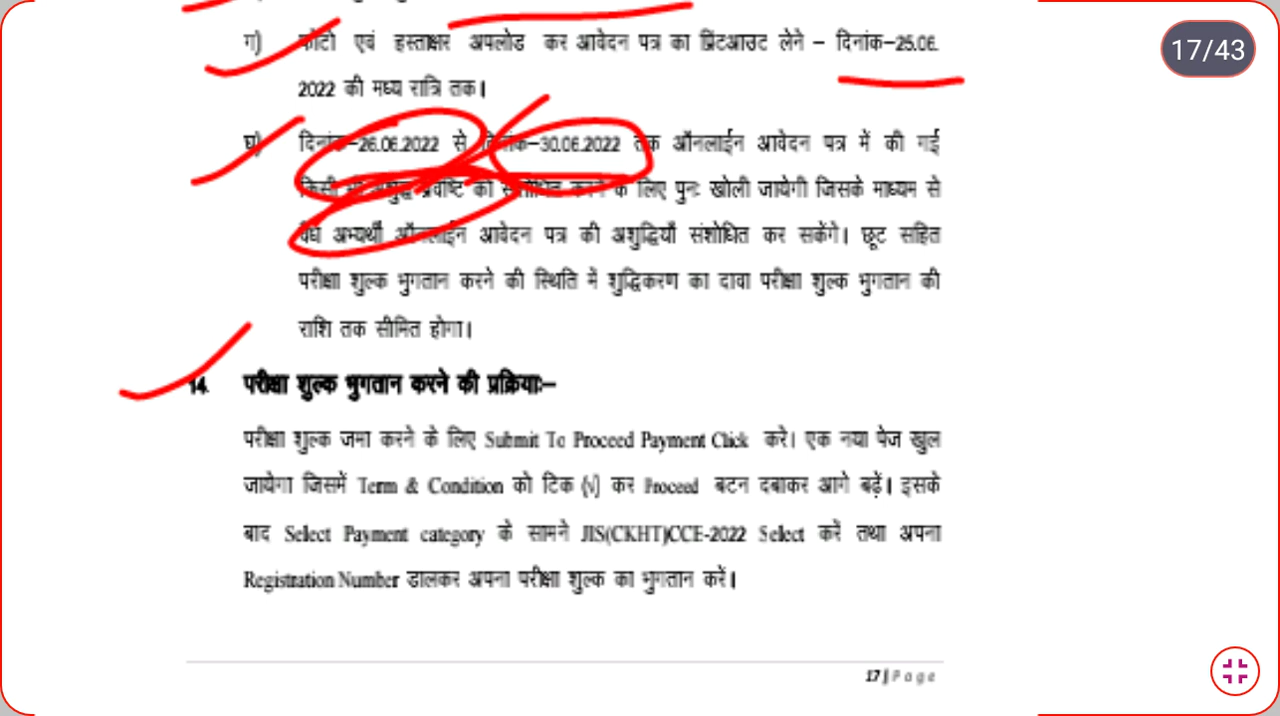 17/43
ग) फोटो एवं हस्ताक्षर अपलोड कर आवेदन पत्र का प्रिंटआउट लेने – दिनांक–25.06.
2022 की मध्य रात्रि तक।
घ) दिनांक–26.06.2022 से दिनांक–30.06.2022 तक ऑनलाईन आवेदन पत्र में की गई
किसी भी अशुद्ध प्रविष्टि को संशोधित करने के लिए पुनः खोली जायेगी जिसके माध्यम से
वैध अभ्यर्थी ऑनलाईन आवेदन पत्र की अशुद्धियाँ संशोधित कर सकेंगे। छूट सहित
परीक्षा शुल्क भुगतान करने की स्थिति में शुद्धिकरण का दावा परीक्षा शुल्क भुगतान की
राशि तक सीमित होगा।
14. परीक्षा शुल्क भुगतान करने की प्रक्रियाः–
परीक्षा शुल्क जमा करने के लिए Submit To Proceed Payment Click करे। एक नया पेज खुल
जायेगा जिसमें Term & Condition को टिक (√) कर Proceed बटन दबाकर आगे बढ़ें। इसके
बाद Select Payment category के सामने JIS(CKHT)CCE-2022 Select करें तथा अपना
Registration Number डालकर अपना परीक्षा शुल्क का भुगतान करें।
17 | Page